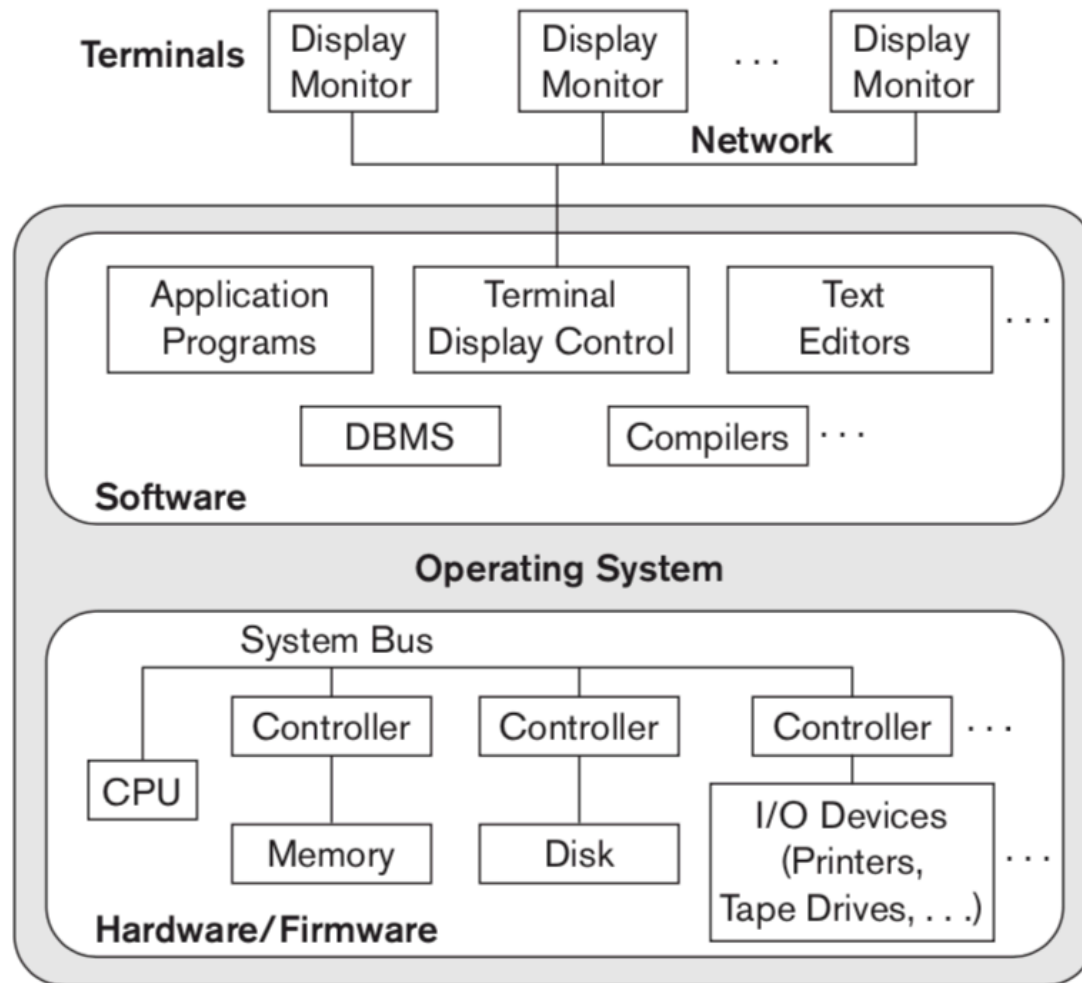 Terminals
Display
Monitor
Display
Monitor
. . .
Display
Monitor
Network
Application
Programs
Terminal
Display Control
Text
Editors
. . .
DBMS
Compilers
. . .
Software
Operating System
System Bus
Controller
Controller
Controller
. . .
CPU
Memory
Disk
I/O Devices
(Printers,
Tape Drives, . . .)
. . .
Hardware/Firmware